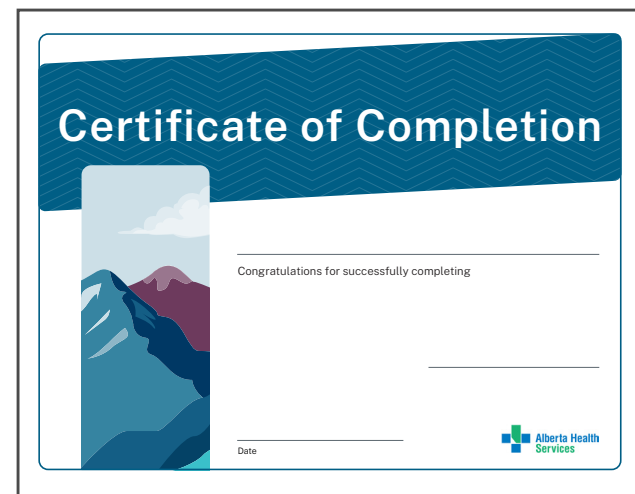 Certificate of Completion
Congratulations for successfully completing
Date
Alberta Health
Services